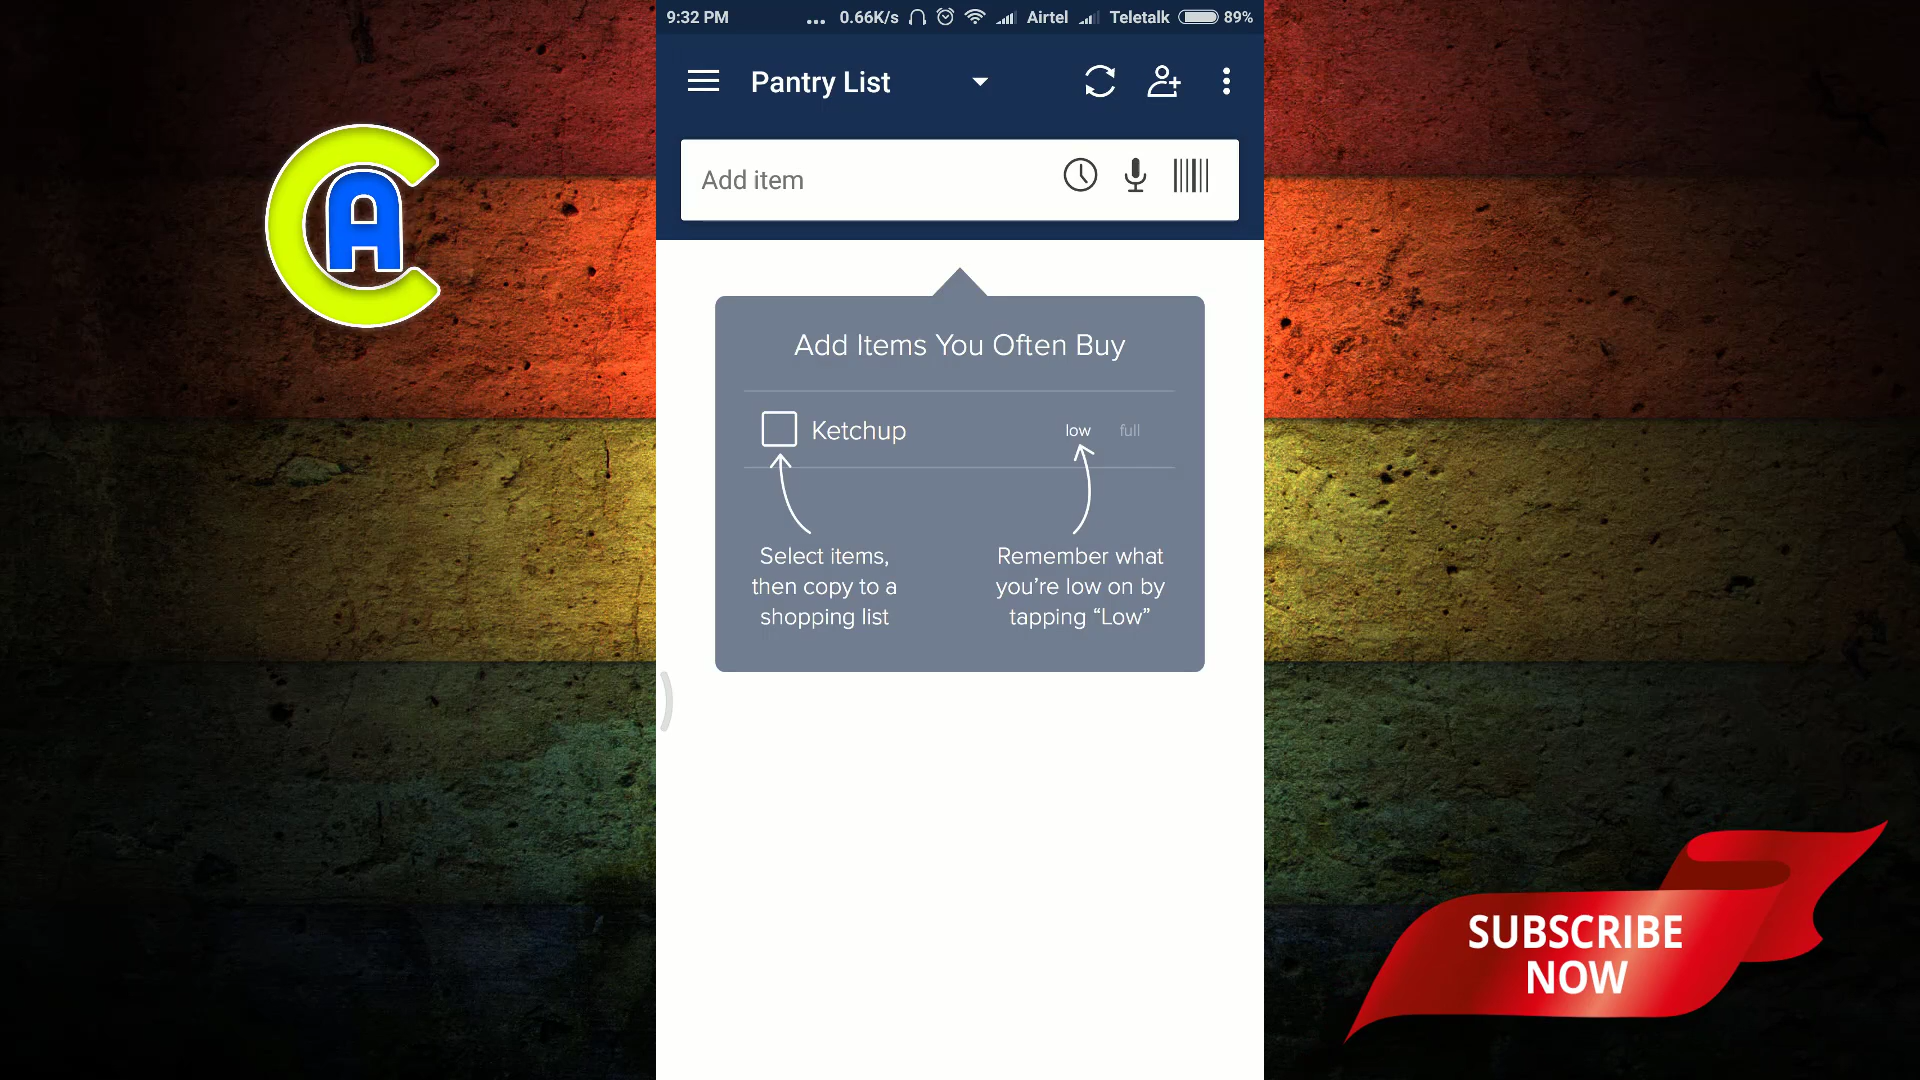 9:32 PM ... 0.66K/s Airtel Teletalk 89%
Pantry List
Add item
CA
Add Items You Often Buy
Ketchup low full
Select items,
then copy to a
shopping list
Remember what
you're low on by
tapping “Low”
SUBSCRIBE
NOW